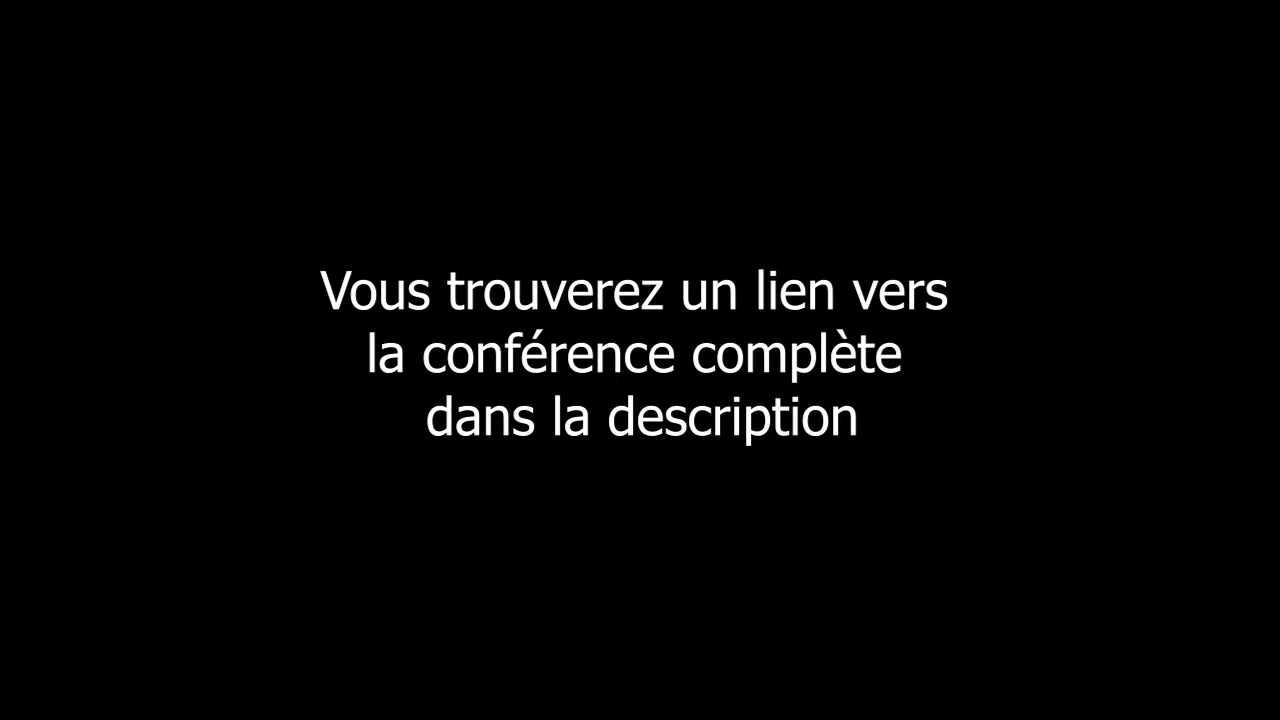 Vous trouverez un lien vers
la conférence complète
dans la description